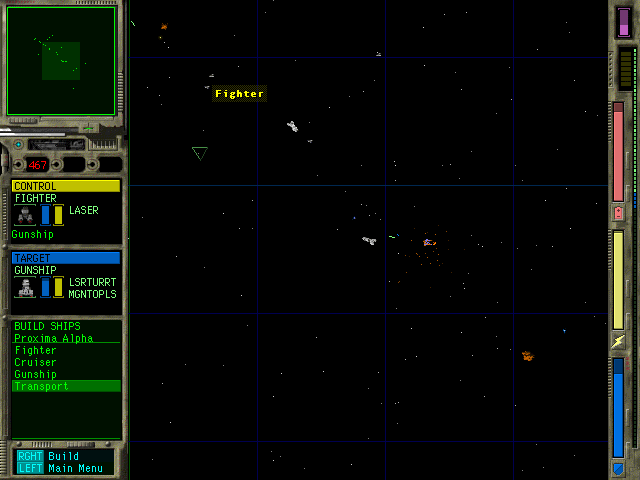 Fighter
467
CONTROL
FIGHTER
LASER
Gunship
TARGET
GUNSHIP
LSRTURRT
MGNTOPLS
BUILD SHIPS
Proxima Alpha
Fighter
Cruiser
Gunship
Transport
RGHT Build
LEFT Main Menu